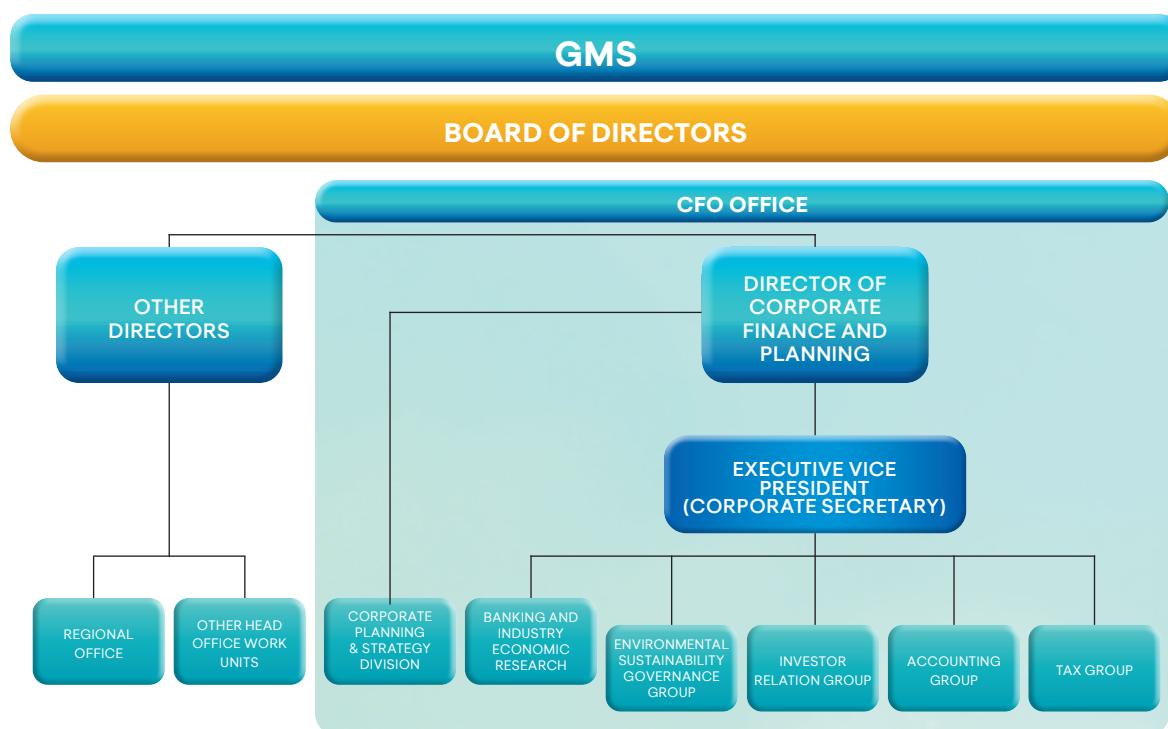 GMS
BOARD OF DIRECTORS
CFO OFFICE
OTHER
DIRECTORS
DIRECTOR OF
CORPORATE
FINANCE AND
PLANNING
EXECUTIVE VICE
PRESIDENT
(CORPORATE SECRETARY)
REGIONAL
OFFICE
OTHER HEAD
OFFICE WORK
UNITS
CORPORATE
PLANNING
& STRATEGY
DIVISION
BANKING AND
INDUSTRY
ECONOMIC
RESEARCH
ENVIRONMENTAL
SUSTAINABILITY
GOVERNANCE
GROUP
INVESTOR
RELATION GROUP
ACCOUNTING
GROUP
TAX GROUP